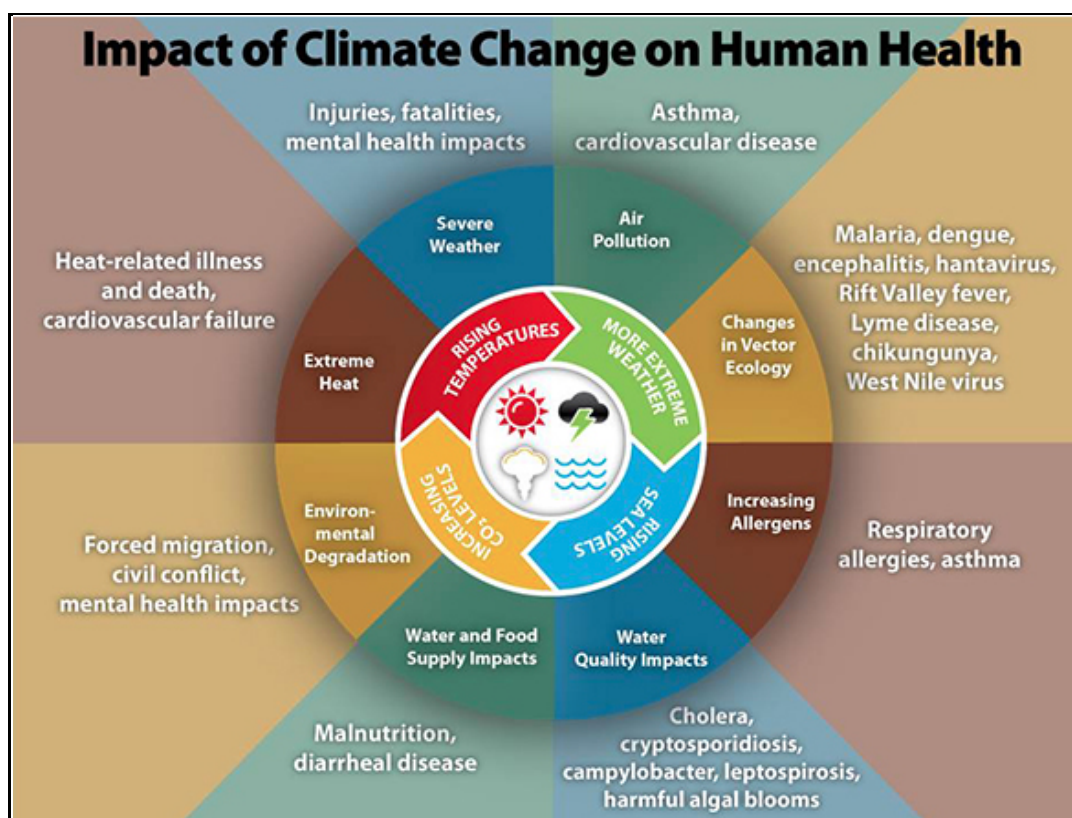 Impact of Climate Change on Human Health
Injuries, fatalities,
mental health impacts
Asthma,
cardiovascular disease
Severe
Weather
Air
Pollution
Heat-related illness
and death,
cardiovascular failure
Extreme
Heat
Malaria, dengue,
encephalitis, hantavirus,
Rift Valley fever,
Lyme disease,
chikungunya,
West Nile virus
Changes
in Vector
Ecology
RISING
TEMPERATURES
MORE EXTREME
WEATHER
INCREASING
CO₂ LEVELS
RISING
SEA LEVELS
Forced migration,
civil conflict,
mental health impacts
Environ-
mental
Degradation
Increasing
Allergens
Respiratory
allergies, asthma
Water and Food
Supply Impacts
Water
Quality Impacts
Malnutrition,
diarrheal disease
Cholera,
cryptosporidiosis,
campylobacter, leptospirosis,
harmful algal blooms